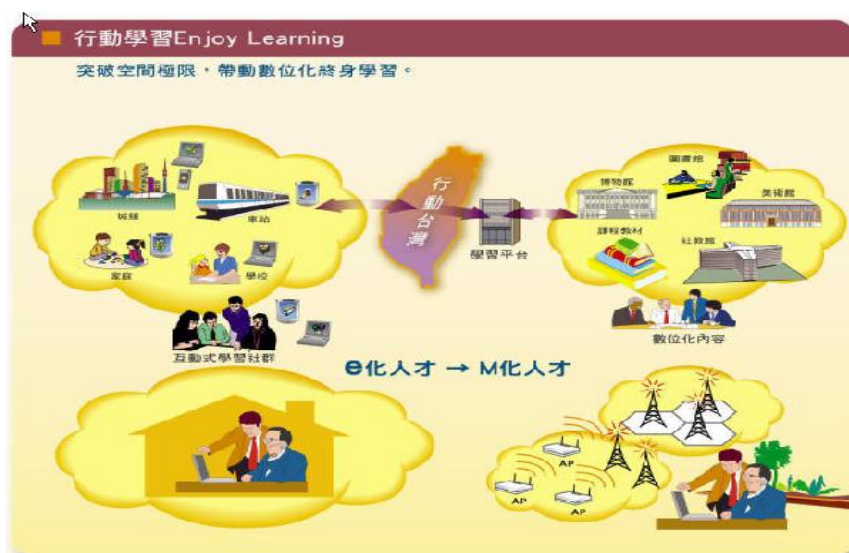 行動學習Enjoy Learning
突破空間極限，帶動數位化終身學習。
圖書館
博物館
美術館
城鎮
車站
行動台灣
學習平台
課程教材
社教館
家庭
學校
互動式學習社群
數位化內容
e化人才 → M化人才
AP
AP
AP